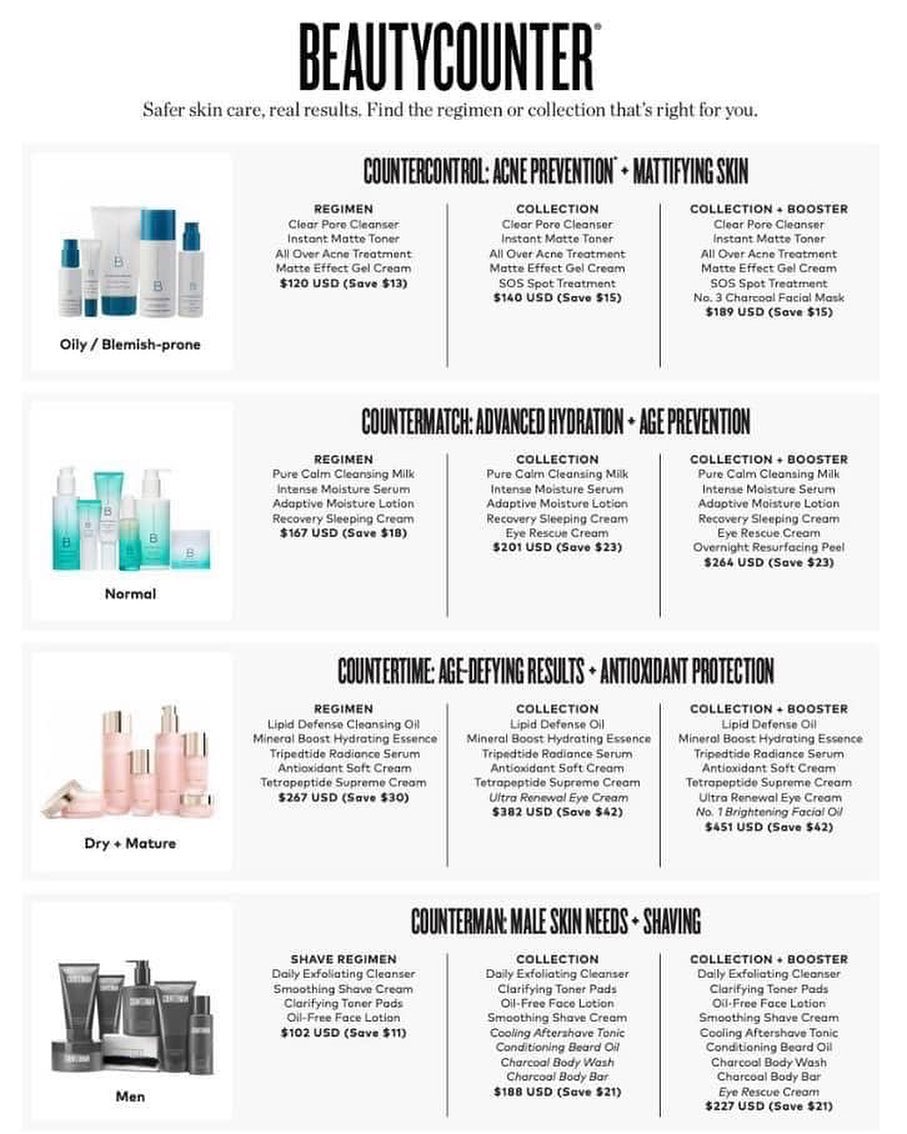 BEAUTYCOUNTER®
Safer skin care, real results. Find the regimen or collection that's right for you.
COUNTERCONTROL: ACNE PREVENTION* + MATTIFYING SKIN
REGIMEN
Clear Pore Cleanser
Instant Matte Toner
All Over Acne Treatment
Matte Effect Gel Cream
$120 USD (Save $13)
COLLECTION
Clear Pore Cleanser
Instant Matte Toner
All Over Acne Treatment
Matte Effect Gel Cream
SOS Spot Treatment
$140 USD (Save $15)
COLLECTION + BOOSTER
Clear Pore Cleanser
Instant Matte Toner
All Over Acne Treatment
Matte Effect Gel Cream
SOS Spot Treatment
No. 3 Charcoal Facial Mask
$189 USD (Save $15)
Oily / Blemish-prone
COUNTERMATCH: ADVANCED HYDRATION + AGE PREVENTION
REGIMEN
Pure Calm Cleansing Milk
Intense Moisture Serum
Adaptive Moisture Lotion
Recovery Sleeping Cream
$167 USD (Save $18)
COLLECTION
Pure Calm Cleansing Milk
Intense Moisture Serum
Adaptive Moisture Lotion
Recovery Sleeping Cream
Eye Rescue Cream
$201 USD (Save $23)
COLLECTION + BOOSTER
Pure Calm Cleansing Milk
Intense Moisture Serum
Adaptive Moisture Lotion
Recovery Sleeping Cream
Eye Rescue Cream
Overnight Resurfacing Peel
$264 USD (Save $23)
Normal
COUNTERTIME: AGE-DEFYING RESULTS + ANTIOXIDANT PROTECTION
REGIMEN
Lipid Defense Cleansing Oil
Mineral Boost Hydrating Essence
Tripedtide Radiance Serum
Antioxidant Soft Cream
Tetrapeptide Supreme Cream
$267 USD (Save $30)
COLLECTION
Lipid Defense Oil
Mineral Boost Hydrating Essence
Tripedtide Radiance Serum
Antioxidant Soft Cream
Tetrapeptide Supreme Cream
Ultra Renewal Eye Cream
$382 USD (Save $42)
COLLECTION + BOOSTER
Lipid Defense Oil
Mineral Boost Hydrating Essence
Tripedtide Radiance Serum
Antioxidant Soft Cream
Tetrapeptide Supreme Cream
Ultra Renewal Eye Cream
No. 1 Brightening Facial Oil
$451 USD (Save $42)
Dry + Mature
COUNTERMAN: MALE SKIN NEEDS + SHAVING
SHAVE REGIMEN
Daily Exfoliating Cleanser
Smoothing Shave Cream
Clarifying Toner Pads
Oil-Free Face Lotion
$102 USD (Save $11)
COLLECTION
Daily Exfoliating Cleanser
Clarifying Toner Pads
Oil-Free Face Lotion
Smoothing Shave Cream
Cooling Aftershave Tonic
Conditioning Beard Oil
Charcoal Body Wash
Charcoal Body Bar
$188 USD (Save $21)
COLLECTION + BOOSTER
Daily Exfoliating Cleanser
Clarifying Toner Pads
Oil-Free Face Lotion
Smoothing Shave Cream
Cooling Aftershave Tonic
Conditioning Beard Oil
Charcoal Body Wash
Charcoal Body Bar
Eye Rescue Cream
$227 USD (Save $21)
Men